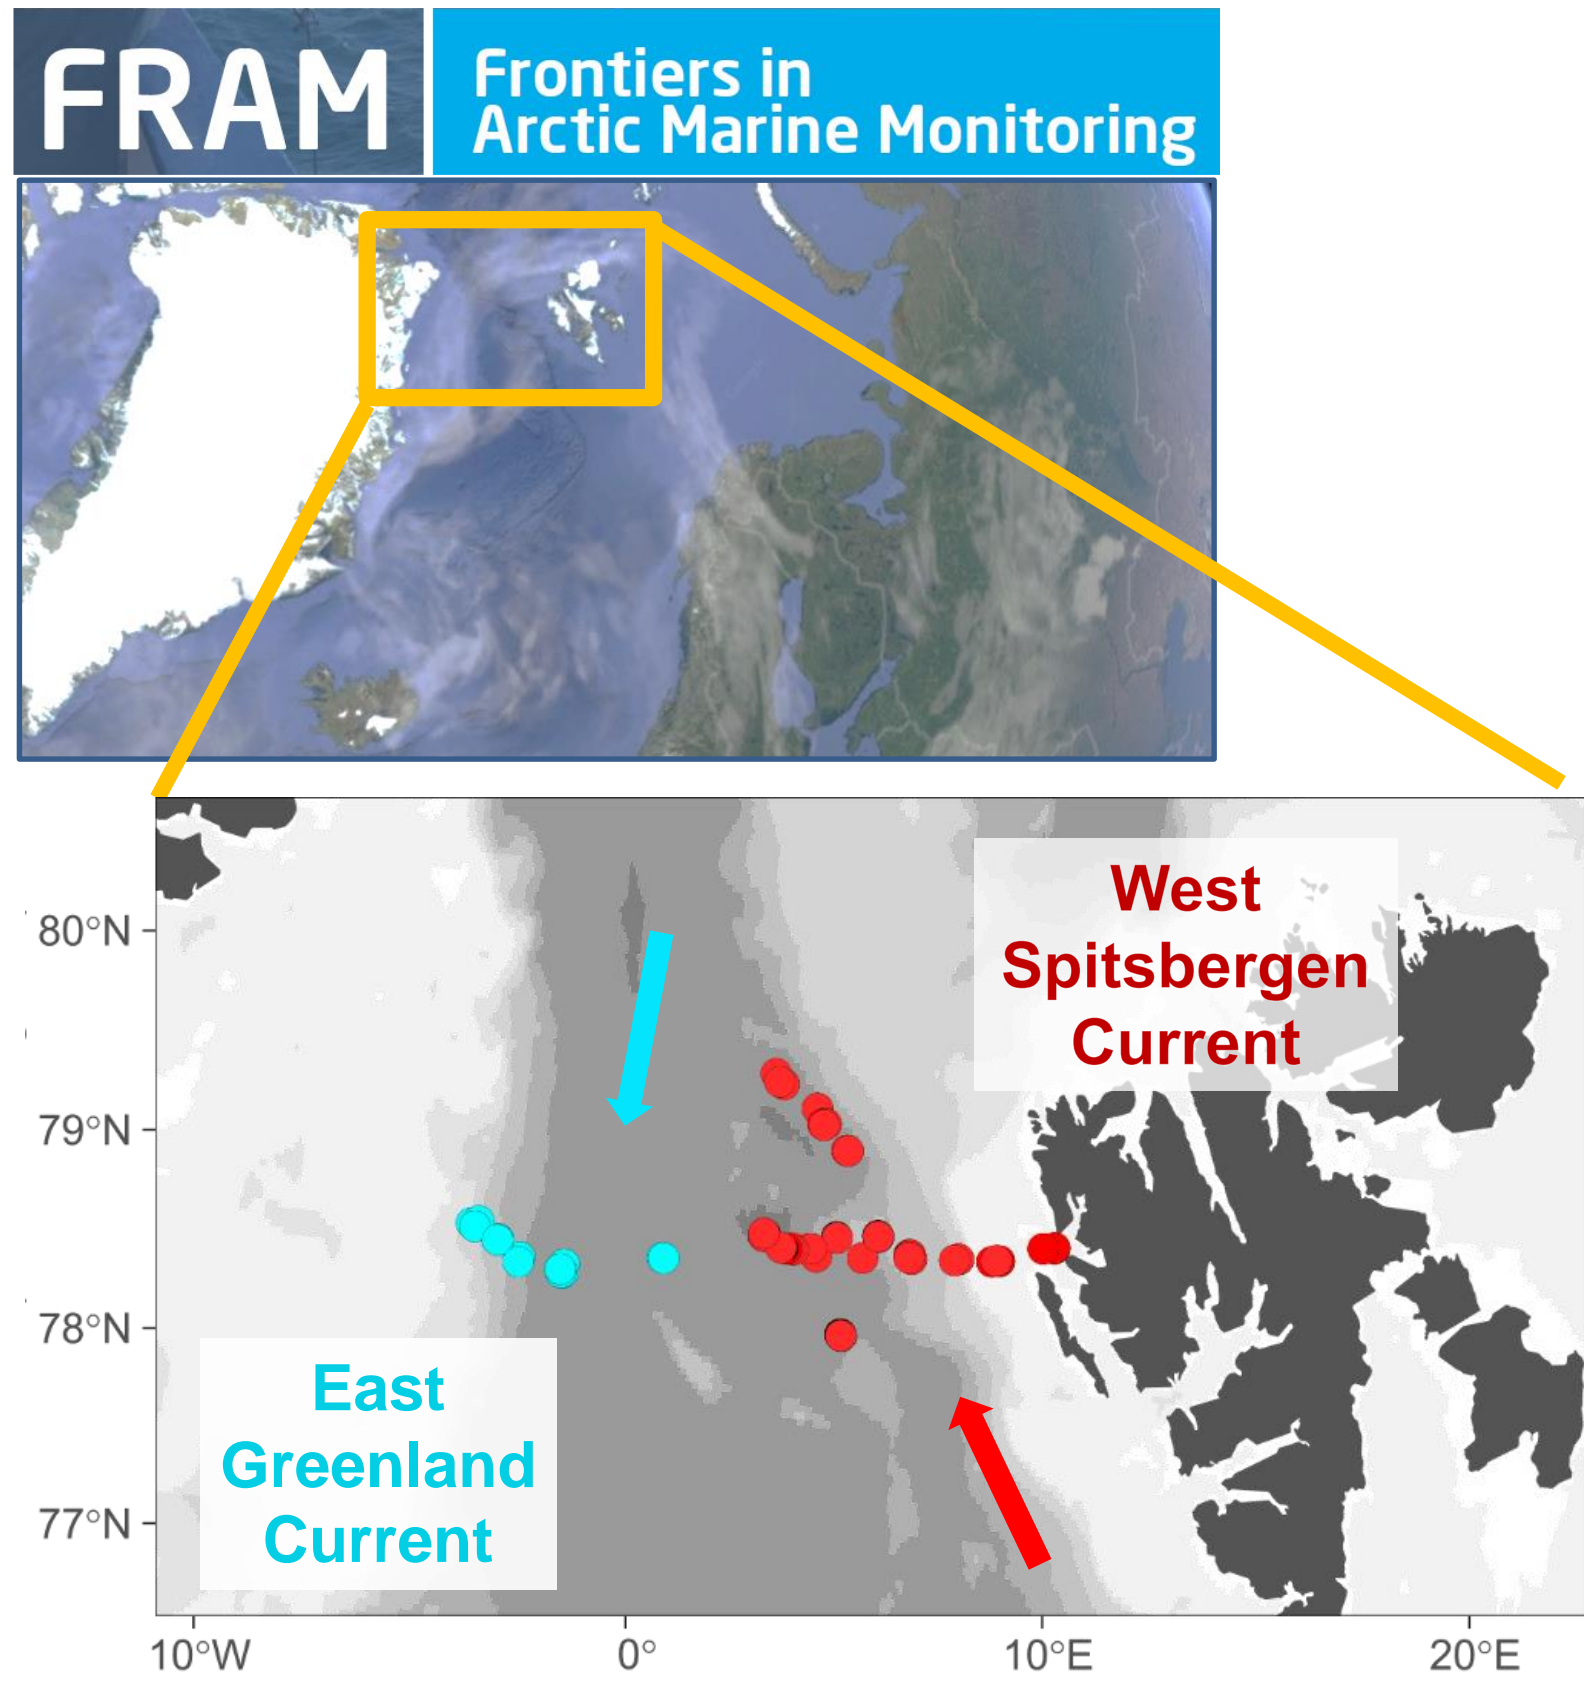 FRAM
Frontiers in
Arctic Marine Monitoring
West
Spitsbergen
Current
80°N
79°N
78°N
77°N
East
Greenland
Current
10°W
0°
10°E
20°E